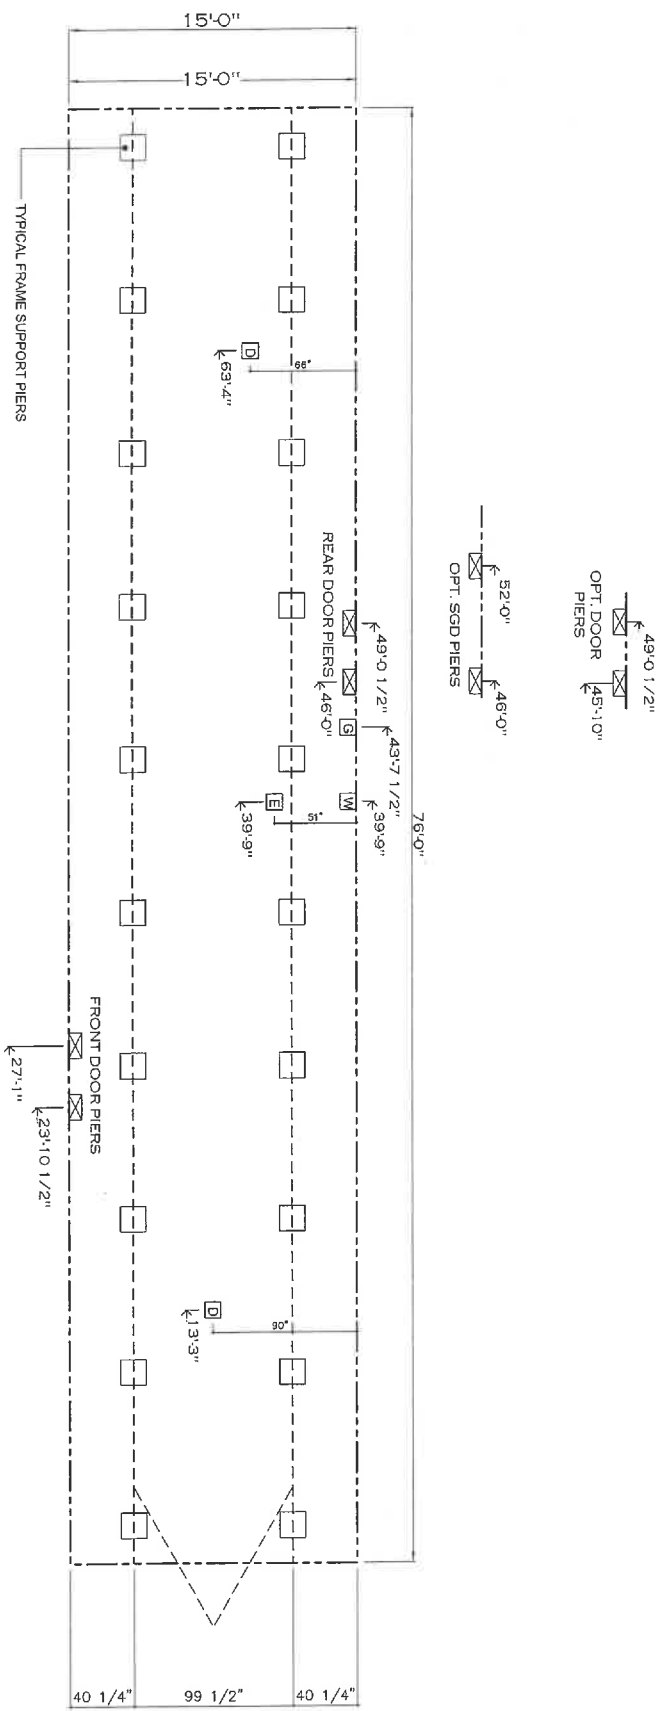 15'-0"
15'-0"
TYPICAL FRAME SUPPORT PIERS
D
66"
63'-4"
REAR DOOR PIERS
49'-0 1/2"
46'-0"
OPT. SGD PIERS
52'-0"
46'-0"
OPT. DOOR
PIERS
49'-0 1/2"
45'-10"
G
43'-7 1/2"
W
39'-9"
E
51"
39'-9"
76'-0"
FRONT DOOR PIERS
27'-1"
23'-10 1/2"
D
90"
13'-3"
40 1/4"
99 1/2"
40 1/4"